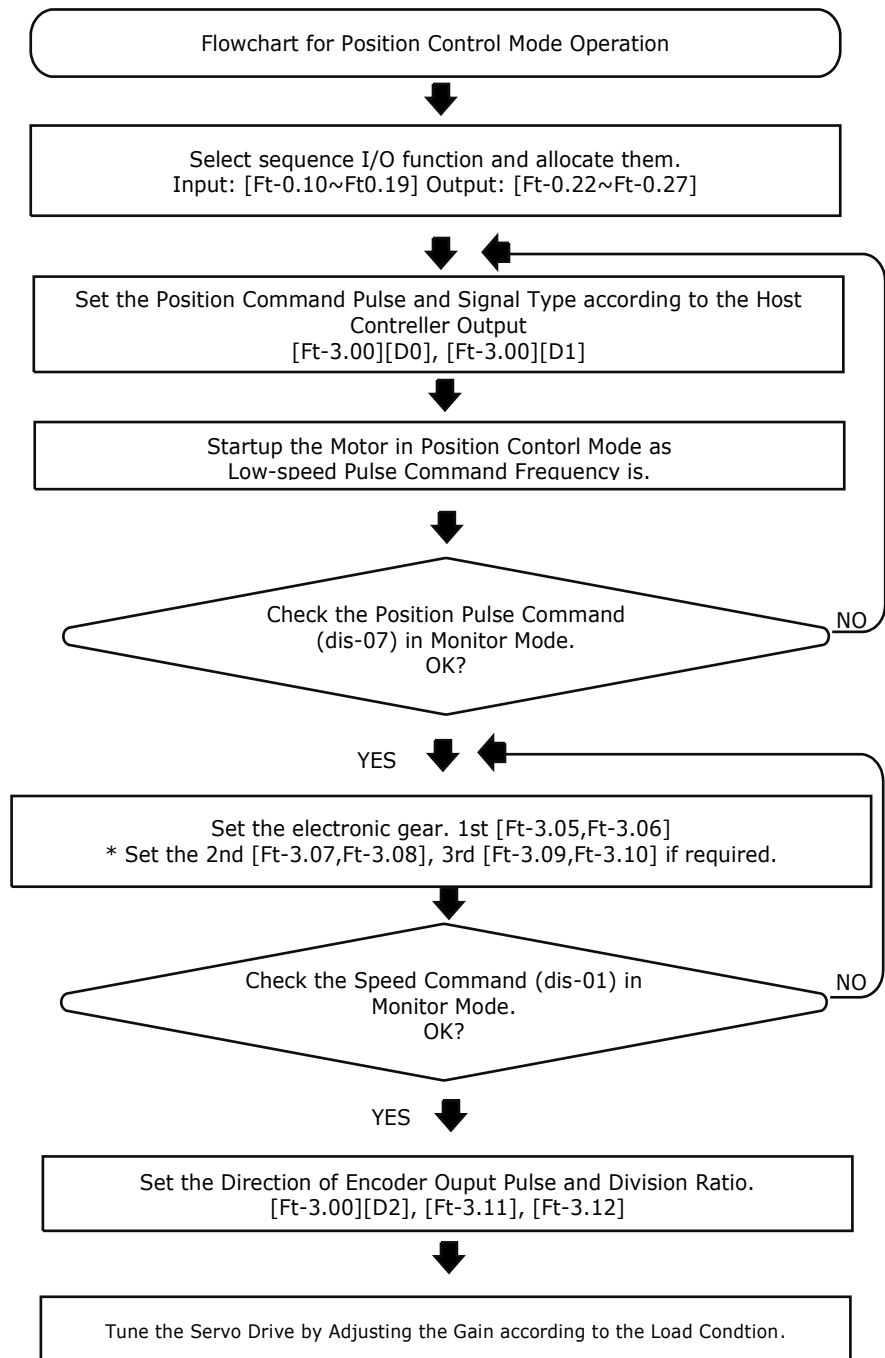 Flowchart for Position Control Mode Operation
Select sequence I/O function and allocate them.
Input: [Ft-0.10~Ft0.19] Output: [Ft-0.22~Ft-0.27]
Set the Position Command Pulse and Signal Type according to the Host
Contreller Output
[Ft-3.00][D0], [Ft-3.00][D1]
Startup the Motor in Position Contorl Mode as
Low-speed Pulse Command Frequency is.
Check the Position Pulse Command
(dis-07) in Monitor Mode.
OK?
NO
YES
Set the electronic gear. 1st [Ft-3.05,Ft-3.06]
* Set the 2nd [Ft-3.07,Ft-3.08], 3rd [Ft-3.09,Ft-3.10] if required.
Check the Speed Command (dis-01) in
Monitor Mode.
OK?
NO
YES
Set the Direction of Encoder Ouput Pulse and Division Ratio.
[Ft-3.00][D2], [Ft-3.11], [Ft-3.12]
Tune the Servo Drive by Adjusting the Gain according to the Load Condtion.